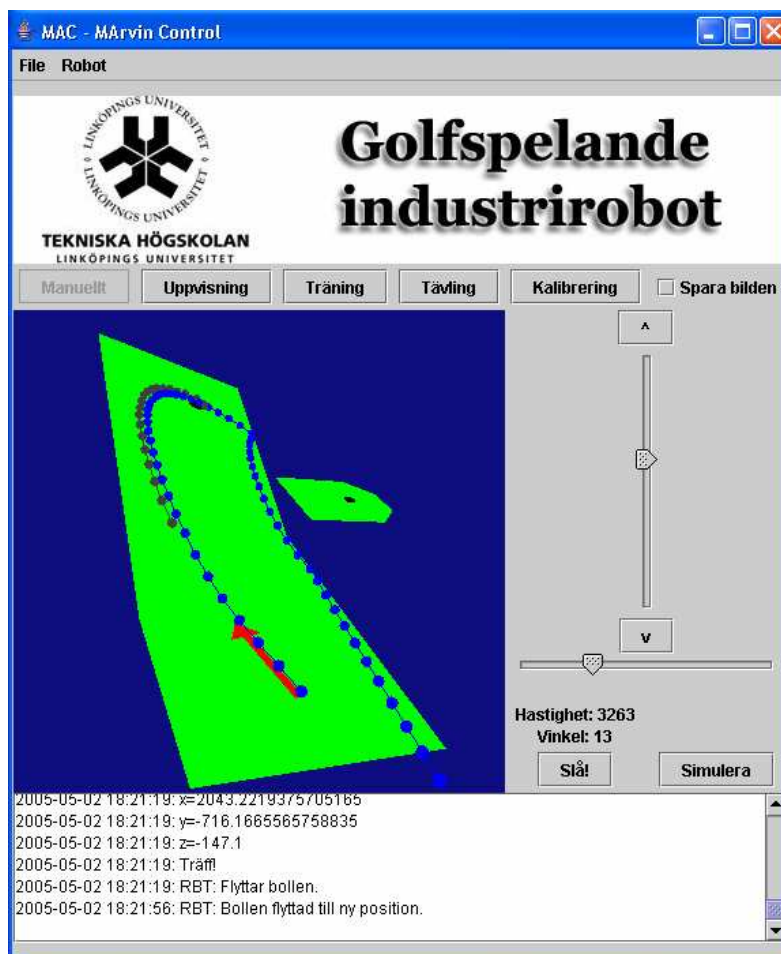 MAC - MArvin Control
File Robot
LINKÖPINGS UNIVERSITET
LINKÖPINGS UNIVERSITET
TEKNISKA HÖGSKOLAN
LINKÖPINGS UNIVERSITET
Golfspelande
industrirobot
Manuellt Uppvisning Träning Tävling Kalibrering Spara bilden
^
v
Hastighet: 3263
Vinkel: 13
Slå! Simulera
2005-05-02 18:21:19: x=2043.2219375705165
2005-05-02 18:21:19: y=-716.1665565758835
2005-05-02 18:21:19: z=-147.1
2005-05-02 18:21:19: Träff!
2005-05-02 18:21:19: RBT: Flyttar bollen.
2005-05-02 18:21:56: RBT: Bollen flyttad till ny position.